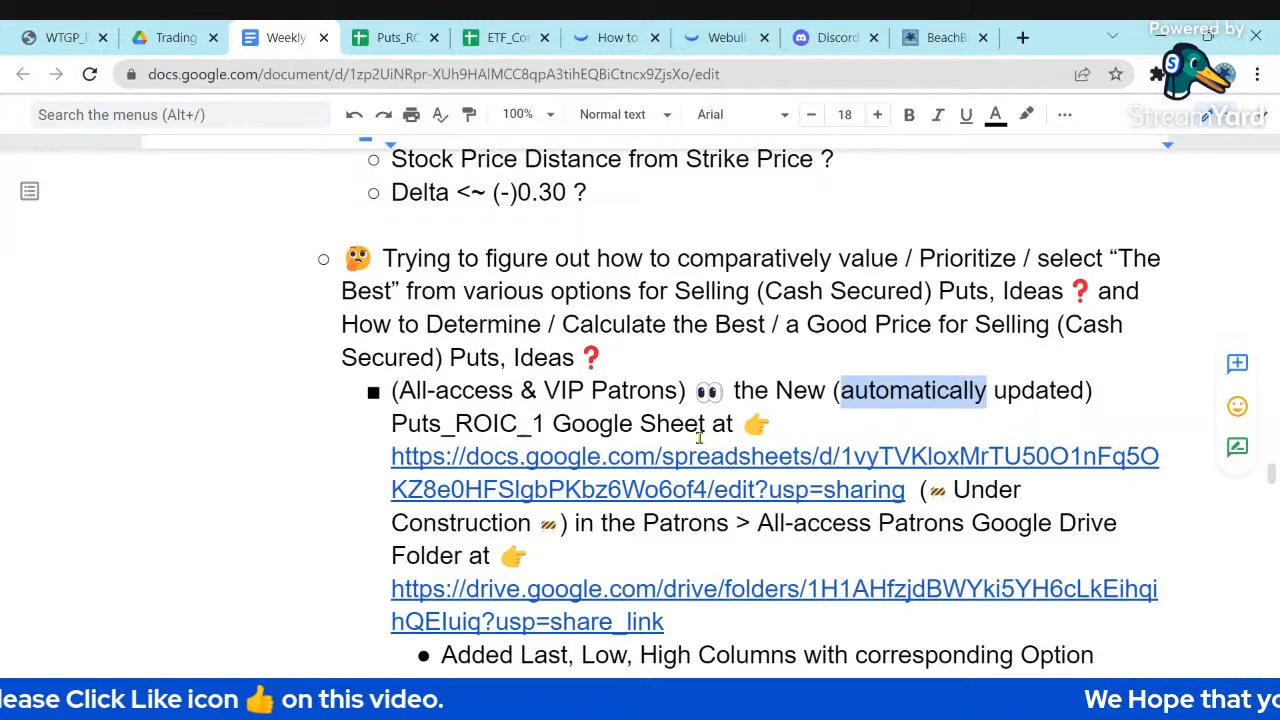 WTGP_
Trading
Weekly
Puts_RO
ETF_Co
How to
Webull
Discord
BeachB
Powered by
docs.google.com/document/d/1zp2UiNRpr-XUh9HAlMCC8qpA3tihEQBiCtncx9ZjsXo/edit
StreamYard
Search the menus (Alt+/)
100%
Normal text
Arial
18
B
I
U
A
○ Stock Price Distance from Strike Price ?
○ Delta <~ (-)0.30 ?
○ 🤔 Trying to figure out how to comparatively value / Prioritize / select “The
Best” from various options for Selling (Cash Secured) Puts, Ideas❓and
How to Determine / Calculate the Best / a Good Price for Selling (Cash
Secured) Puts, Ideas❓
■ (All-access & VIP Patrons) 👀 the New (automatically updated)
Puts_ROIC_1 Google Sheet at 👉
https://docs.google.com/spreadsheets/d/1vyTVKloxMrTU50O1nFq5O
KZ8e0HFSlgbPKbz6Wo6of4/edit?usp=sharing (🚧 Under
Construction 🚧) in the Patrons > All-access Patrons Google Drive
Folder at 👉
https://drive.google.com/drive/folders/1H1AHfzjdBWYki5YH6cLkEihqi
hQEIuiq?usp=share_link
● Added Last, Low, High Columns with corresponding Option
lease Click Like icon 👍 on this video.
We Hope that yo